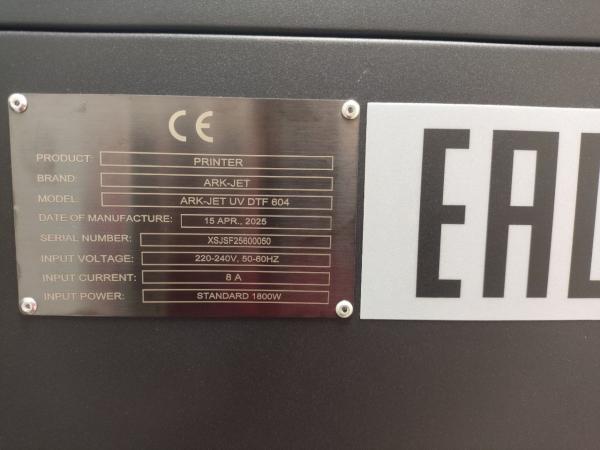 CE
PRODUCT: PRINTER
BRAND: ARK-JET
MODEL: ARK-JET UV DTF 604
DATE OF MANUFACTURE: 15 APR., 2025
SERIAL NUMBER: XSJSF25600050
INPUT VOLTAGE: 220-240V, 50-60HZ
INPUT CURRENT: 8 A
INPUT POWER: STANDARD 1800W
EAC